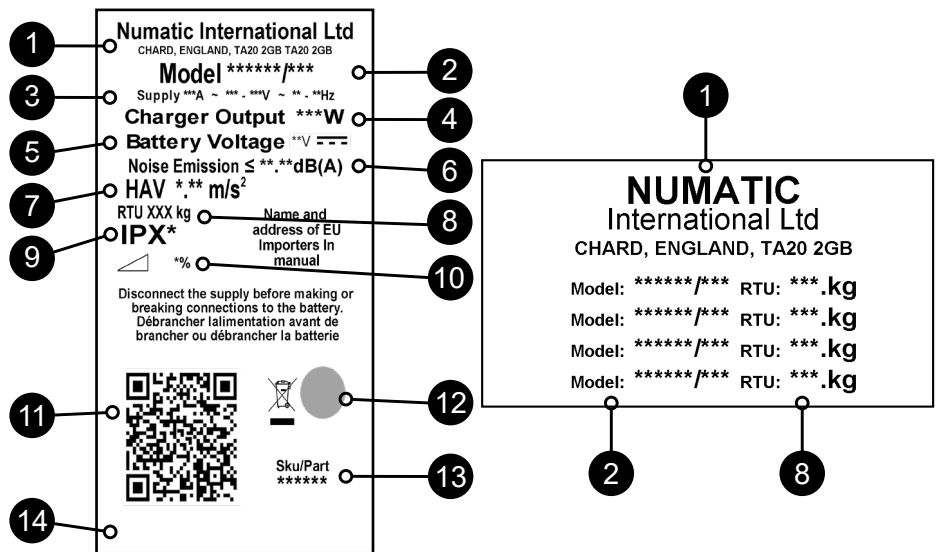 1
Numatic International Ltd
CHARD, ENGLAND, TA20 2GB TA20 2GB
2
Model ******/***
3
Supply ***A ~ *** - ***V ~ ** - **Hz
4
Charger Output ***W
5
Battery Voltage **V
6
Noise Emission ≤ **.**dB(A)
7
HAV *.** m/s²
8
RTU XXX kg
9
IPX*
Name and
address of EU
Importers In
manual
10
*%
Disconnect the supply before making or
breaking connections to the battery.
Débrancher lalimentation avant de
brancher ou débrancher la batterie
11
12
13
Sku/Part
******
14
1
NUMATIC
International Ltd
CHARD, ENGLAND, TA20 2GB
Model: ******/*** RTU: ***.kg
Model: ******/*** RTU: ***.kg
Model: ******/*** RTU: ***.kg
Model: ******/*** RTU: ***.kg
2
8